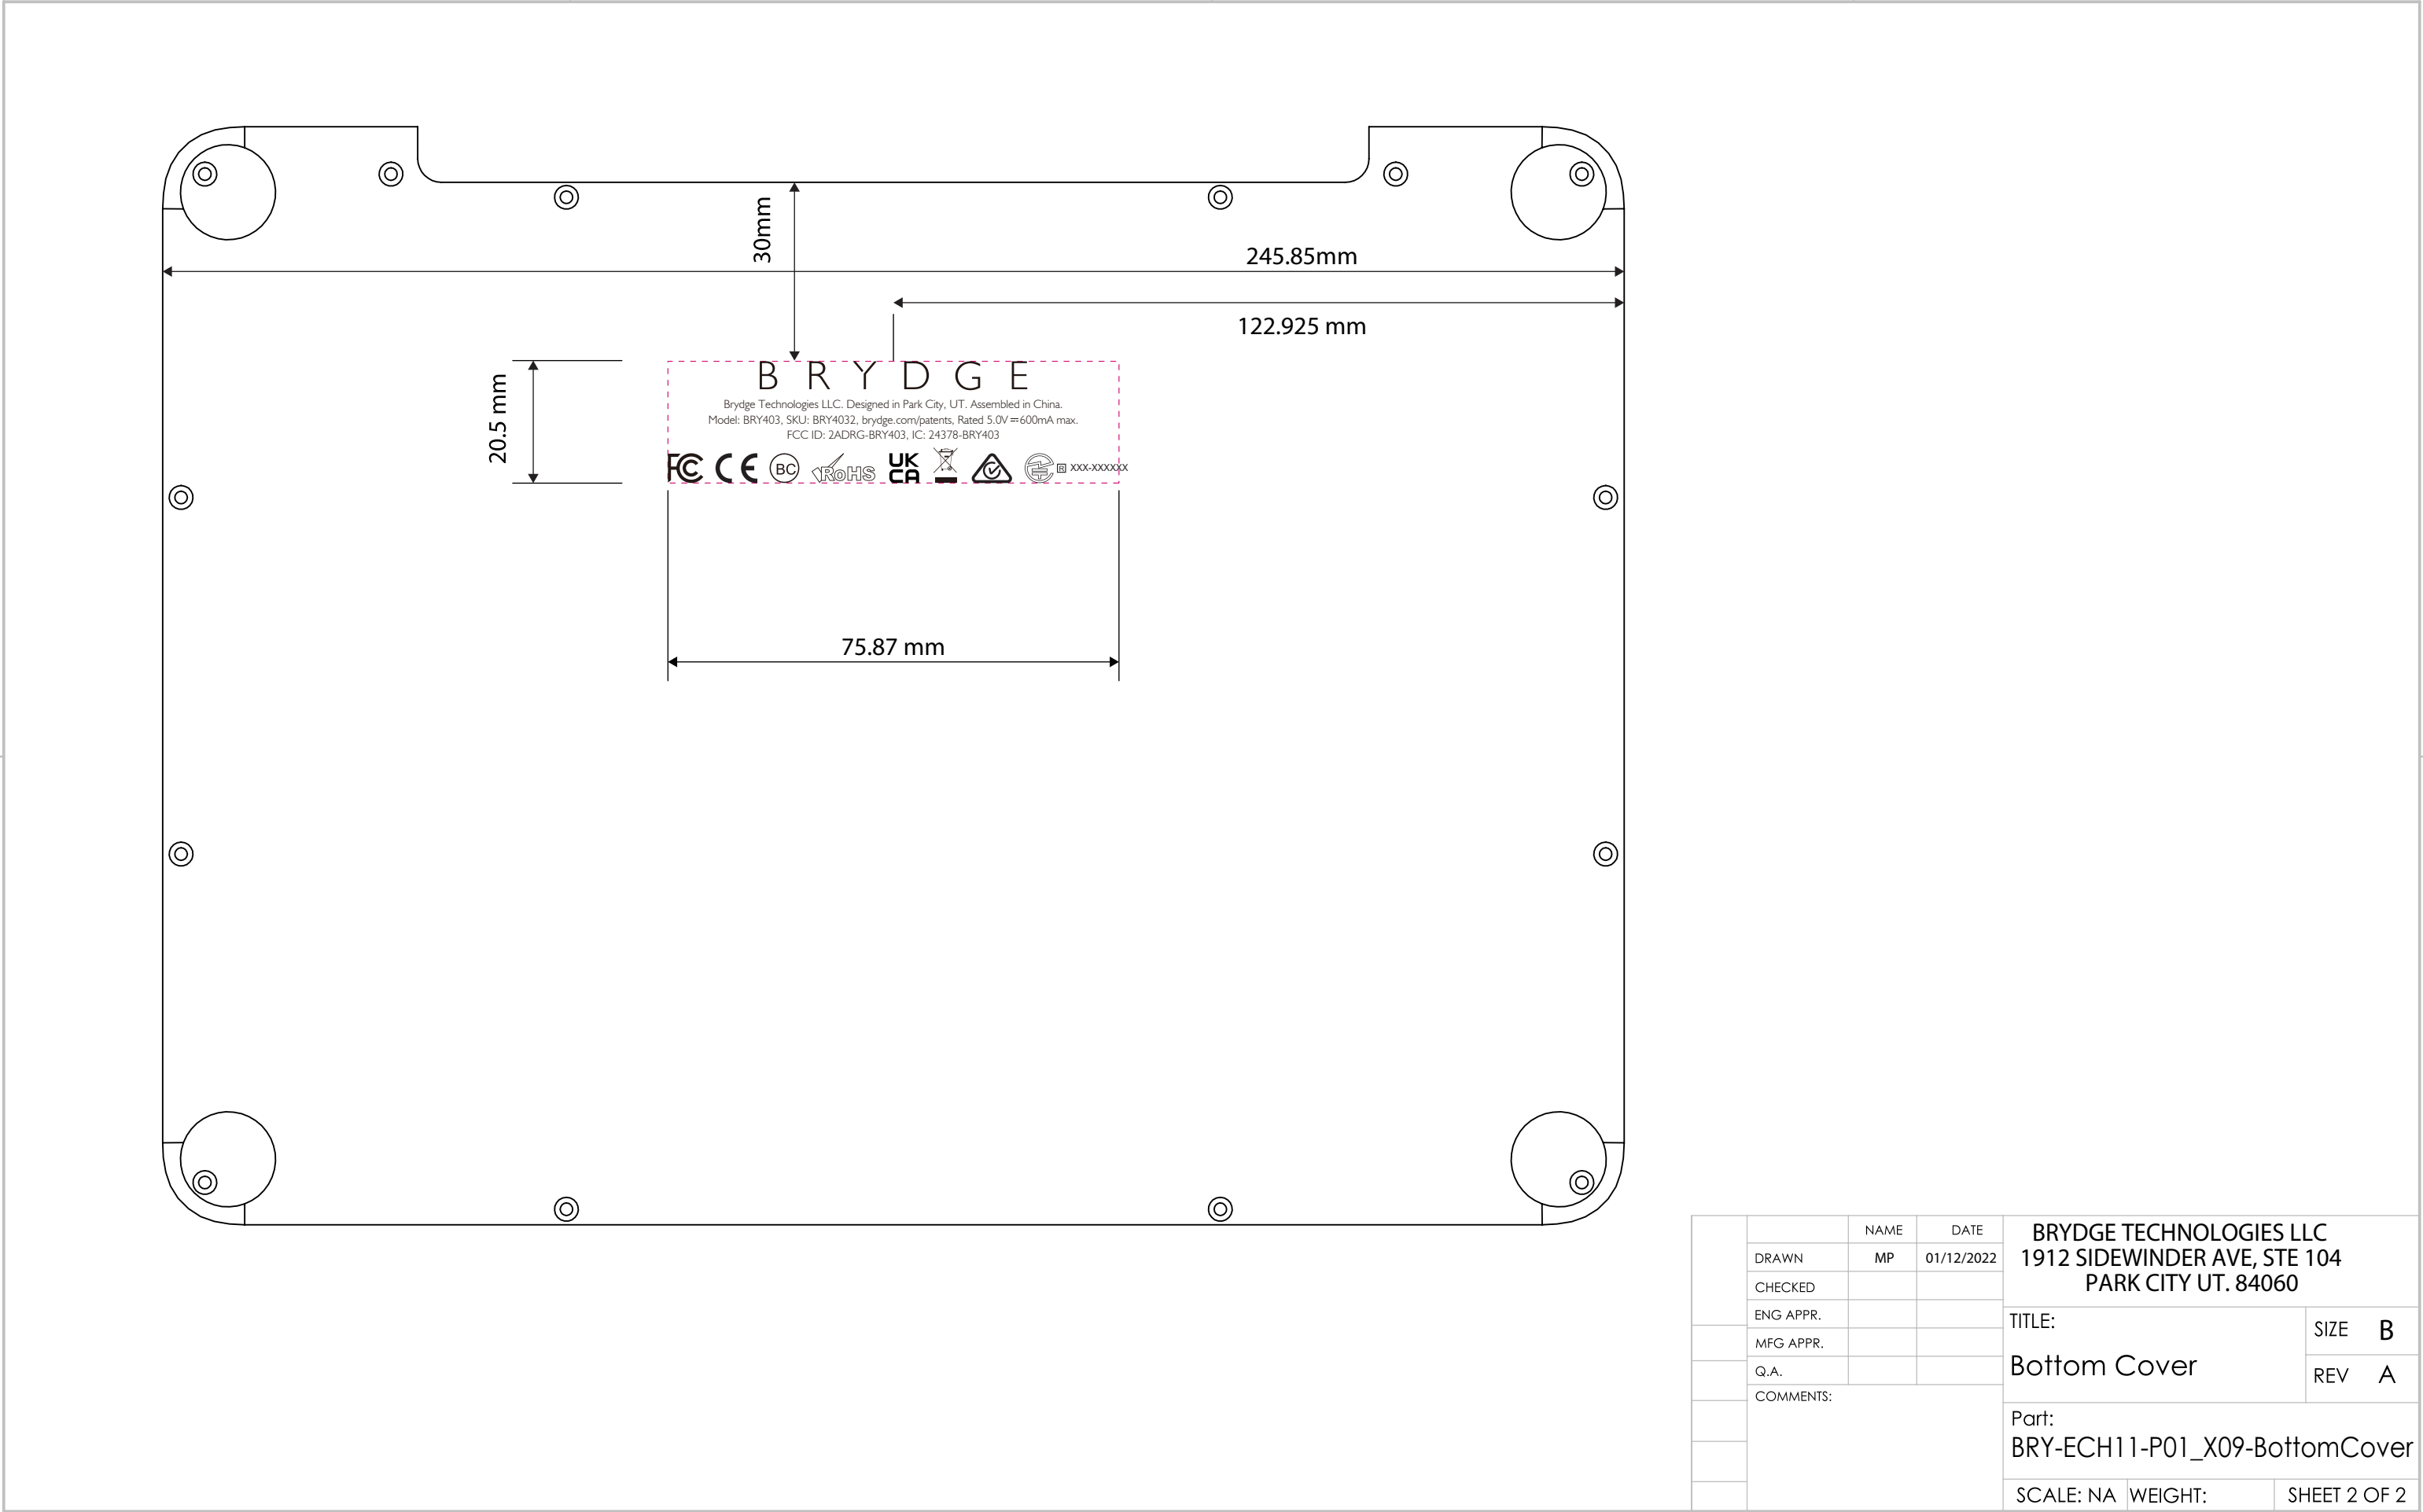 30mm
245.85mm
122.925 mm
20.5 mm
B R Y D G E
Brydge Technologies LLC. Designed in Park City, UT. Assembled in China.
Model: BRY403, SKU: BRY4032, brydge.com/patents, Rated 5.0V⎓600mA max.
FCC ID: 2ADRG-BRY403, IC: 24378-BRY403
FC CE BC RoHS UK CA R XXX-XXXXXX
75.87 mm
NAME DATE
DRAWN MP 01/12/2022
CHECKED
ENG APPR.
MFG APPR.
Q.A.
COMMENTS:
BRYDGE TECHNOLOGIES LLC
1912 SIDEWINDER AVE, STE 104
PARK CITY UT. 84060
TITLE:
Bottom Cover
SIZE B
REV A
Part:
BRY-ECH11-P01_X09-BottomCover
SCALE: NA WEIGHT: SHEET 2 OF 2